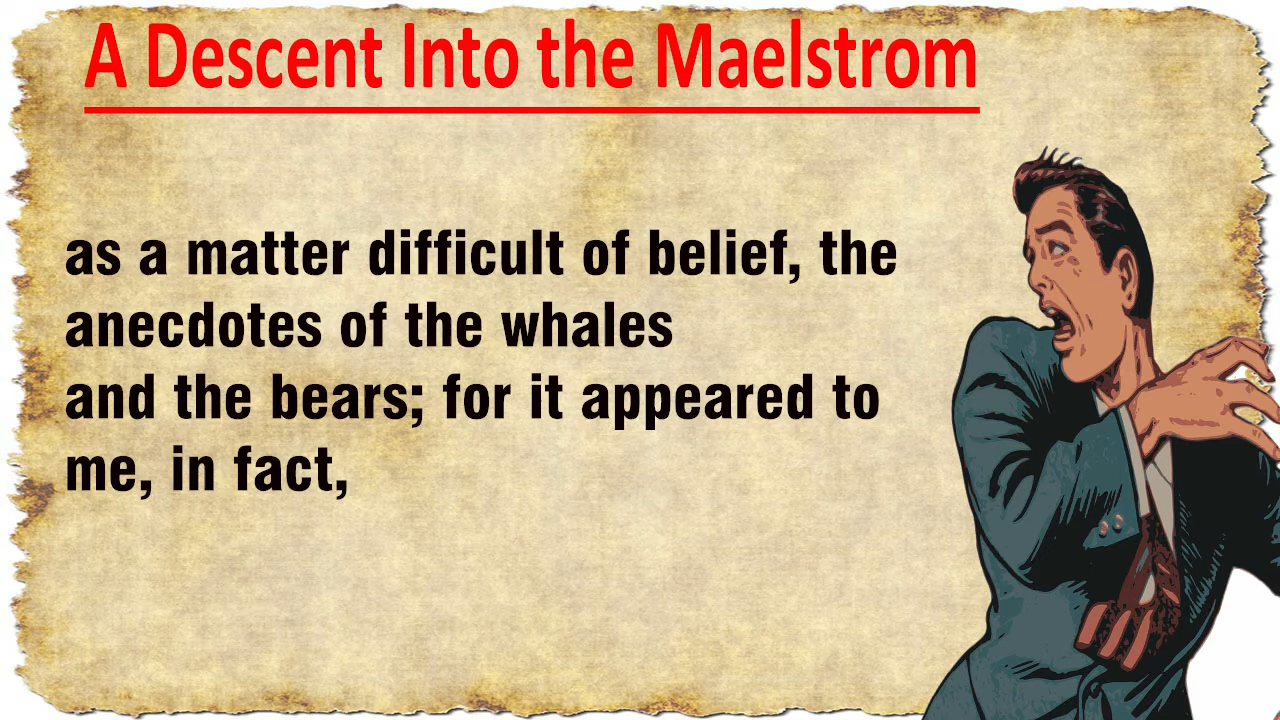 A Descent Into the Maelstrom
as a matter difficult of belief, the
anecdotes of the whales
and the bears; for it appeared to
me, in fact,